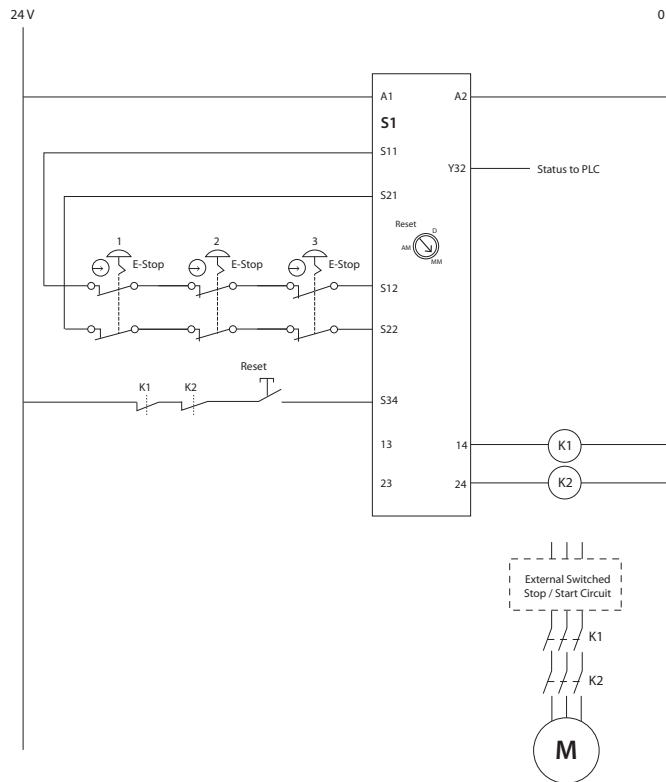 24 V
0
A1
A2
S1
S11
Y32
Status to PLC
S21
Reset
D
AM
MM
1
2
3
E-Stop
E-Stop
E-Stop
S12
S22
Reset
K1
K2
S34
13
14
K1
23
24
K2
External Switched
Stop / Start Circuit
K1
K2
M